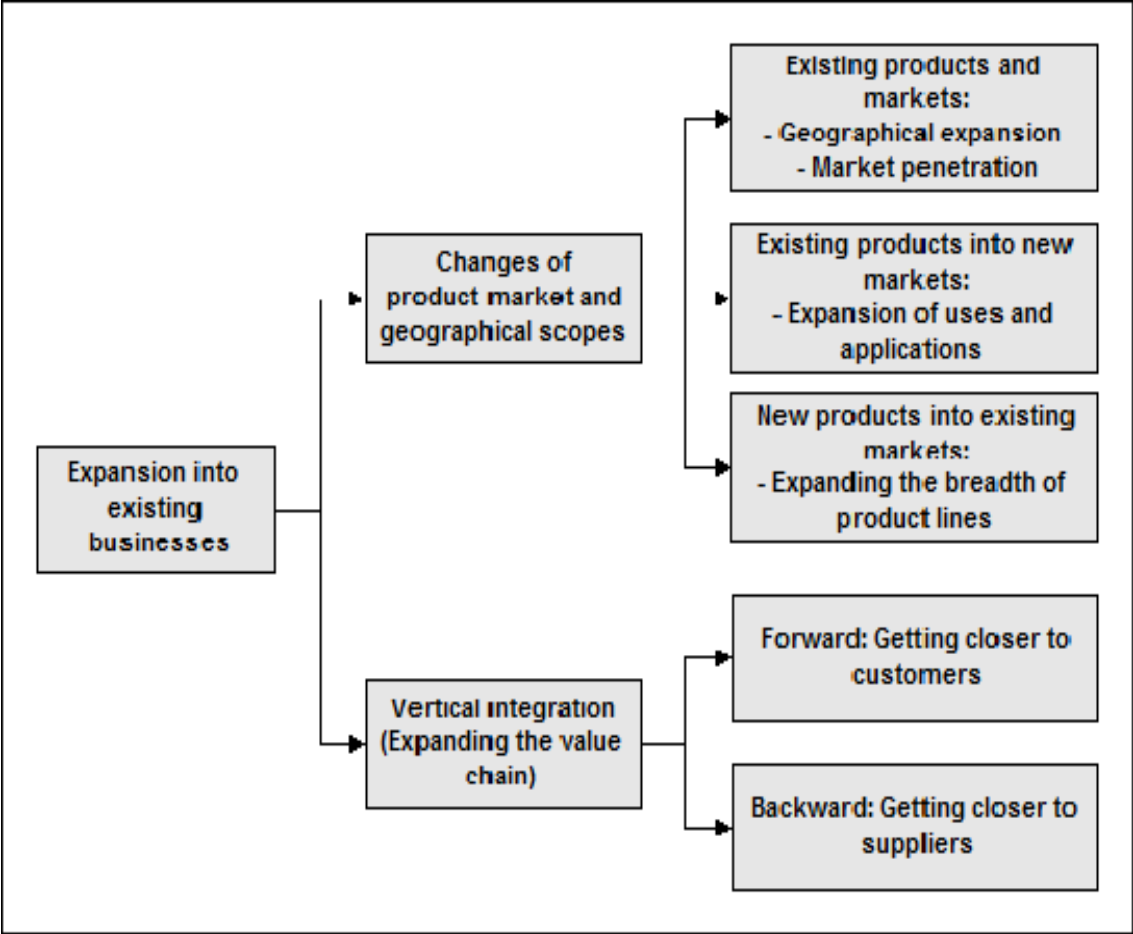 Existing products and
markets:
- Geographical expansion
- Market penetration
Changes of
product market and
geographical scopes
Existing products into new
markets:
- Expansion of uses and
applications
New products into existing
markets:
- Expanding the breadth of
product lines
Expansion into
existing
businesses
Vertical integration
(Expanding the value
chain)
Forward: Getting closer to
customers
Backward: Getting closer to
suppliers